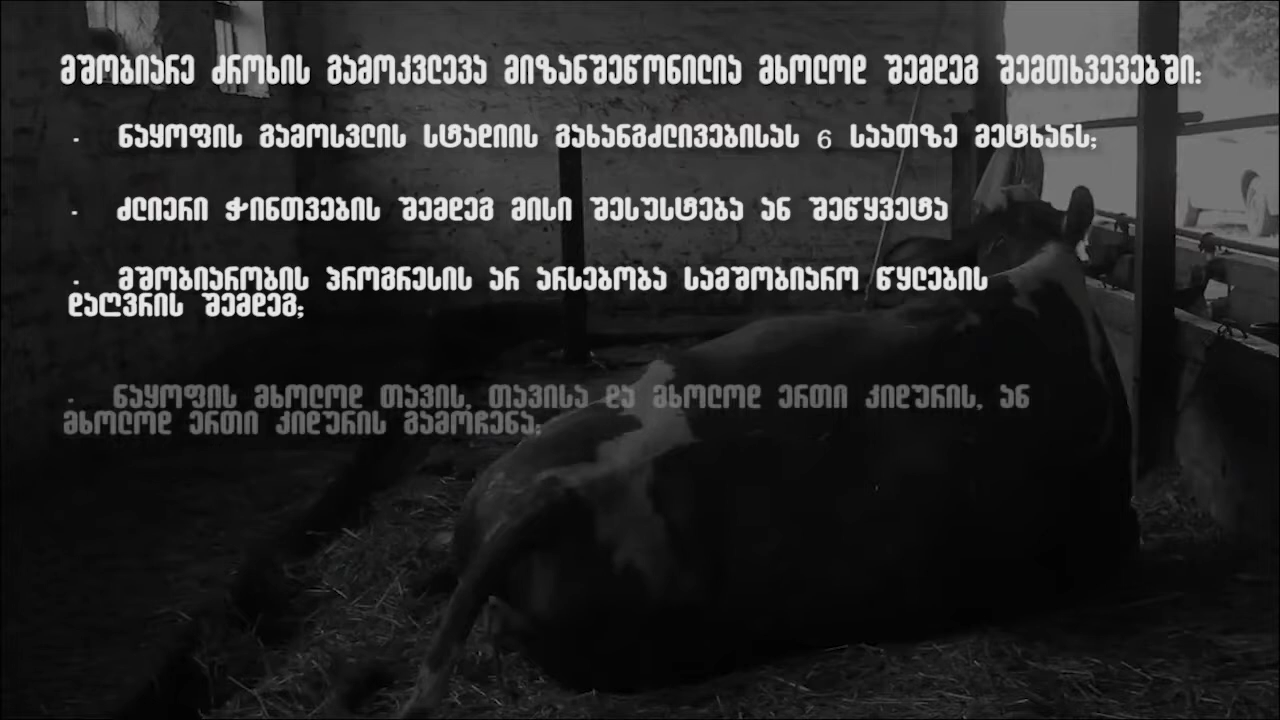 მშობიარე ძროხის გამოკვლევა მიზანშეწონილია მხოლოდ შემდეგ შემთხვევებში:
- ნაყოფის გამოსვლის სტადიის გახანგძლივებისას 6 საათზე მეტხანს;
- ძლიერი ჭინთვების შემდეგ მისი შესუსტება ან შეწყვეტა
- მშობიარობის პროგრესის არ არსებობა სამშობიარო წყლების
დაღვრის შემდეგ;
- ნაყოფის მხოლოდ თავის, თავისა და მხოლოდ ერთი კიდურის, ან
მხოლოდ ერთი კიდურის გამოჩენა;